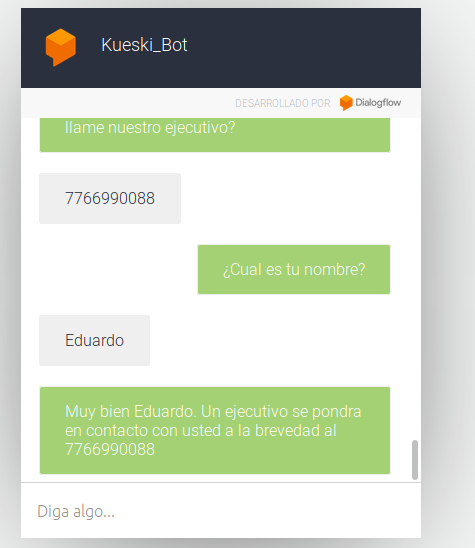 Kueski_Bot
DESARROLLADO POR Dialogflow
llame nuestro ejecutivo?
7766990088
¿Cual es tu nombre?
Eduardo
Muy bien Eduardo. Un ejecutivo se pondra
en contacto con usted a la brevedad al
7766990088
Diga algo...